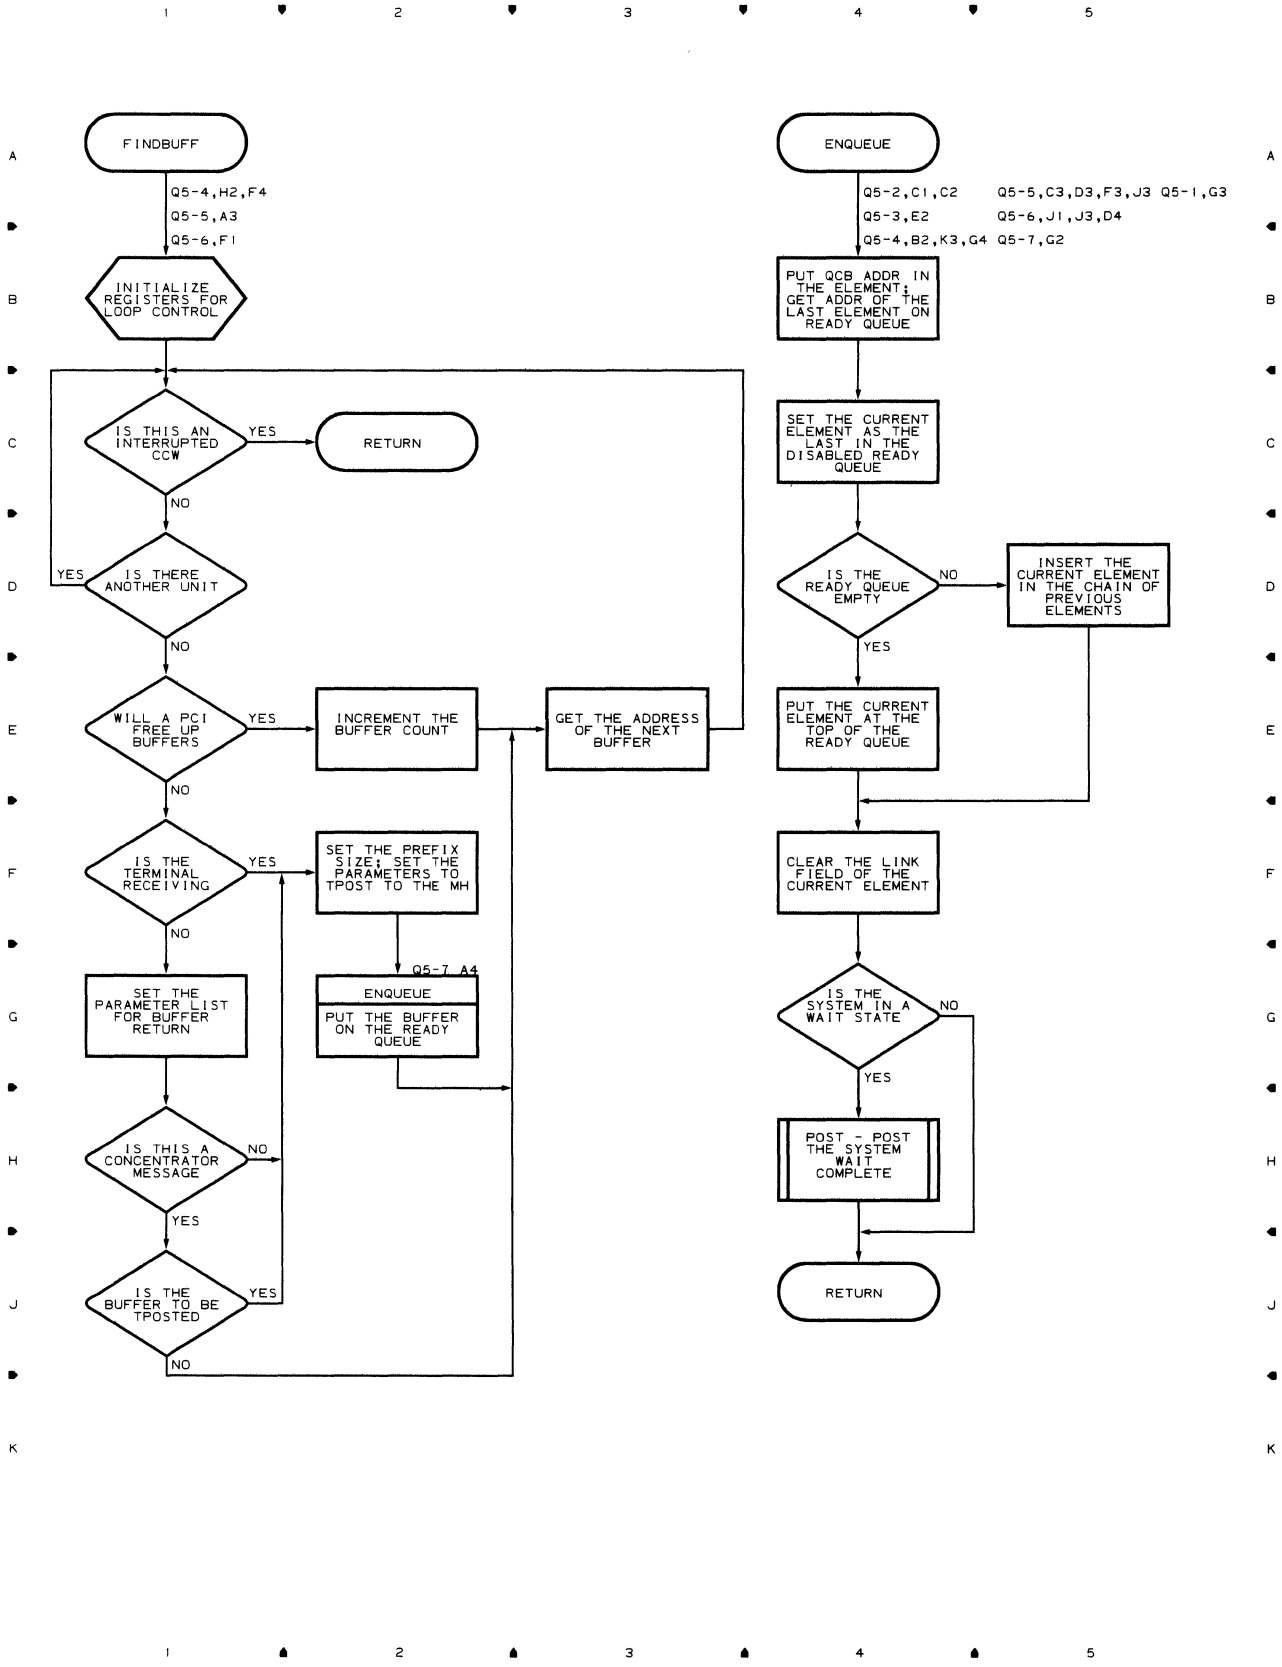 1 2 3 4 5
A
FINDBUFF
Q5-4,H2,F4
Q5-5,A3
Q5-6,F1
B
INITIALIZE
REGISTERS FOR
LOOP CONTROL
C
IS THIS AN
INTERRUPTED
CCW
YES
RETURN
NO
D
YES
IS THERE
ANOTHER UNIT
NO
E
WILL A PCI
FREE UP
BUFFERS
YES
INCREMENT THE
BUFFER COUNT
GET THE ADDRESS
OF THE NEXT
BUFFER
NO
F
IS THE
TERMINAL
RECEIVING
YES
SET THE PREFIX
SIZE; SET THE
PARAMETERS TO
TPOST TO THE MH
NO
G
SET THE
PARAMETER LIST
FOR BUFFER
RETURN
Q5-7 A4
ENQUEUE
PUT THE BUFFER
ON THE READY
QUEUE
H
IS THIS A
CONCENTRATOR
MESSAGE
NO
YES
J
IS THE
BUFFER TO BE
TPOSTED
YES
NO
K
ENQUEUE
A
Q5-2,C1,C2 Q5-5,C3,D3,F3,J3 Q5-1,G3
Q5-3,E2 Q5-6,J1,J3,D4
Q5-4,B2,K3,G4 Q5-7,G2
PUT QCB ADDR IN
THE ELEMENT;
GET ADDR OF THE
LAST ELEMENT ON
READY QUEUE
B
SET THE CURRENT
ELEMENT AS THE
LAST IN THE
DISABLED READY
QUEUE
C
IS THE
READY QUEUE
EMPTY
NO
INSERT THE
CURRENT ELEMENT
IN THE CHAIN OF
PREVIOUS
ELEMENTS
D
YES
PUT THE CURRENT
ELEMENT AT THE
TOP OF THE
READY QUEUE
E
CLEAR THE LINK
FIELD OF THE
CURRENT ELEMENT
F
IS THE
SYSTEM IN A
WAIT STATE
NO
G
YES
POST - POST
THE SYSTEM
WAIT
COMPLETE
H
RETURN
J
K
1 2 3 4 5